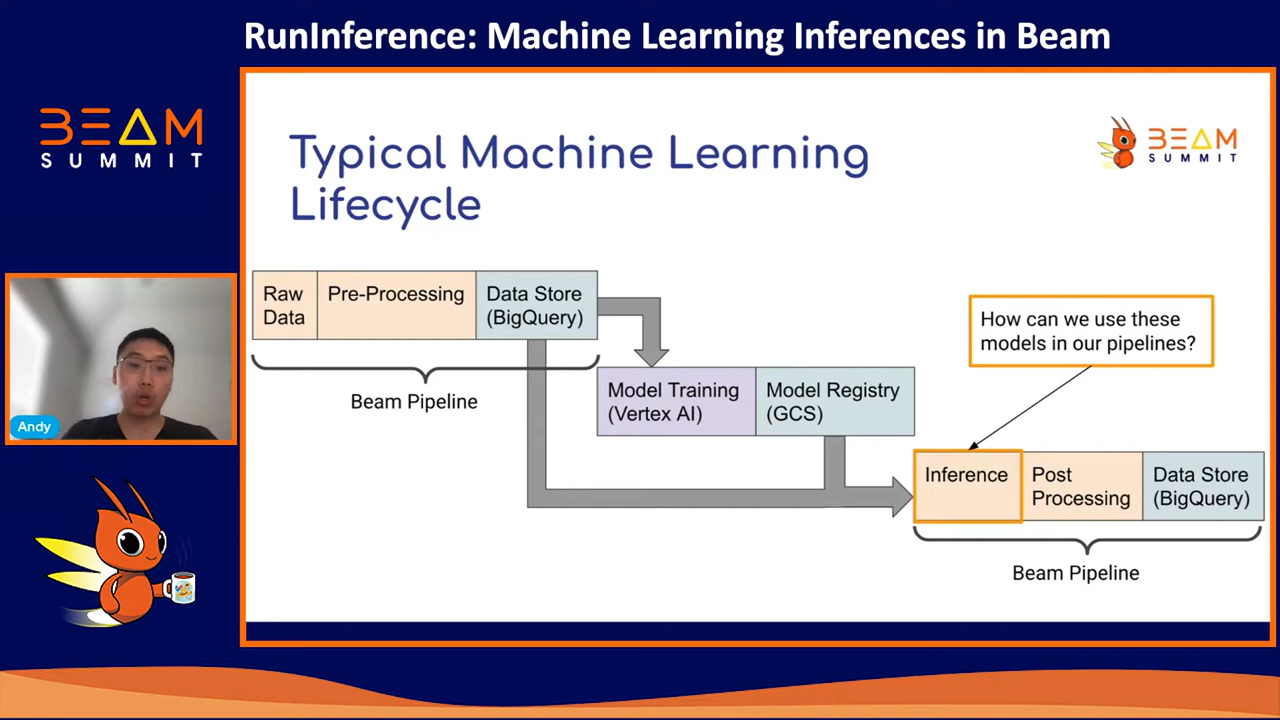 RunInference: Machine Learning Inferences in Beam
BEAM
SUMMIT
Typical Machine Learning
Lifecycle
BEAM
SUMMIT
Raw
Data
Pre-Processing
Data Store
(BigQuery)
Beam Pipeline
Model Training
(Vertex AI)
Model Registry
(GCS)
How can we use these
models in our pipelines?
Inference
Post
Processing
Data Store
(BigQuery)
Beam Pipeline
Andy